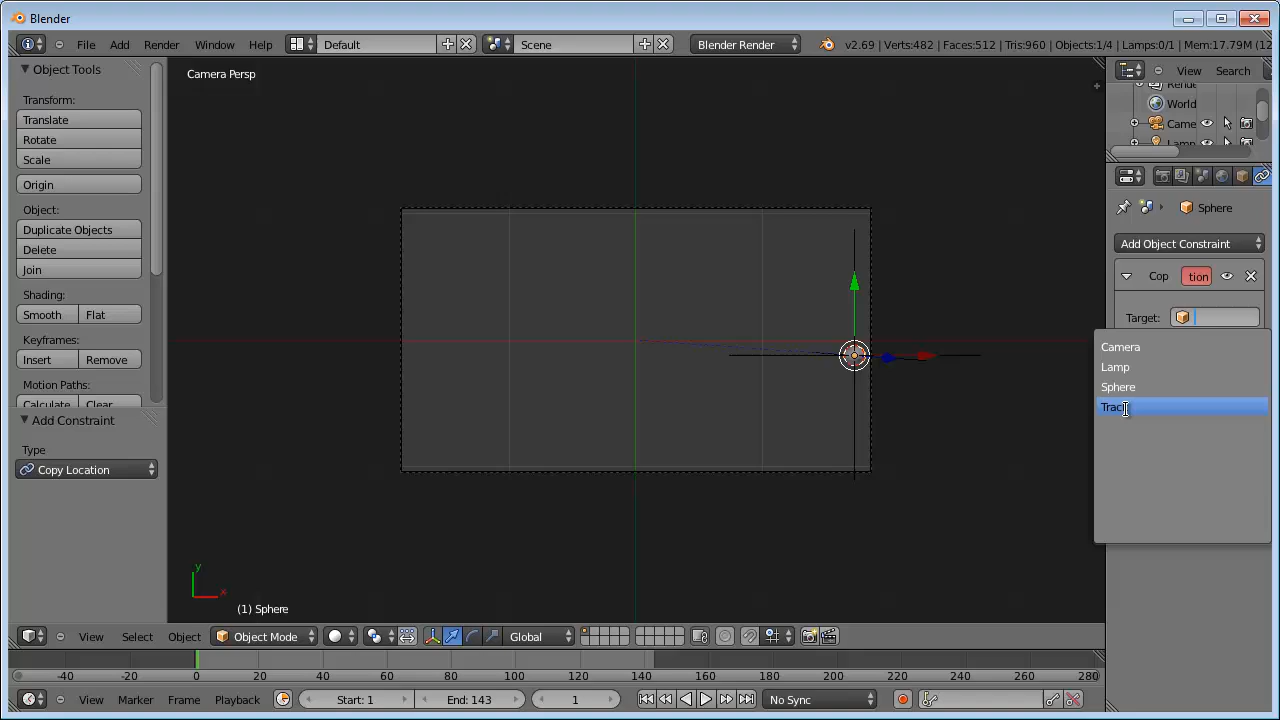 Blender
File Add Render Window Help Default Scene Blender Render v2.69 | Verts:482 | Faces:512 | Tris:960 | Objects:1/4 | Lamps:0/1 | Mem:17.79M (12
Object Tools
Transform:
Translate
Rotate
Scale
Origin
Object:
Duplicate Objects
Delete
Join
Shading:
Smooth Flat
Keyframes:
Insert Remove
Motion Paths:
Calculate Clear
Add Constraint
Type
Copy Location
Camera Persp
y
x
(1) Sphere
View Search
World
Came
Lamp
Sphere
Add Object Constraint
Cop tion
Target:
Camera
Lamp
Sphere
View Select Object Object Mode Global
-40 -20 0 20 40 60 80 100 120 140 160 180 200 220 240 260 280
View Marker Frame Playback Start: 1 End: 143 1 No Sync